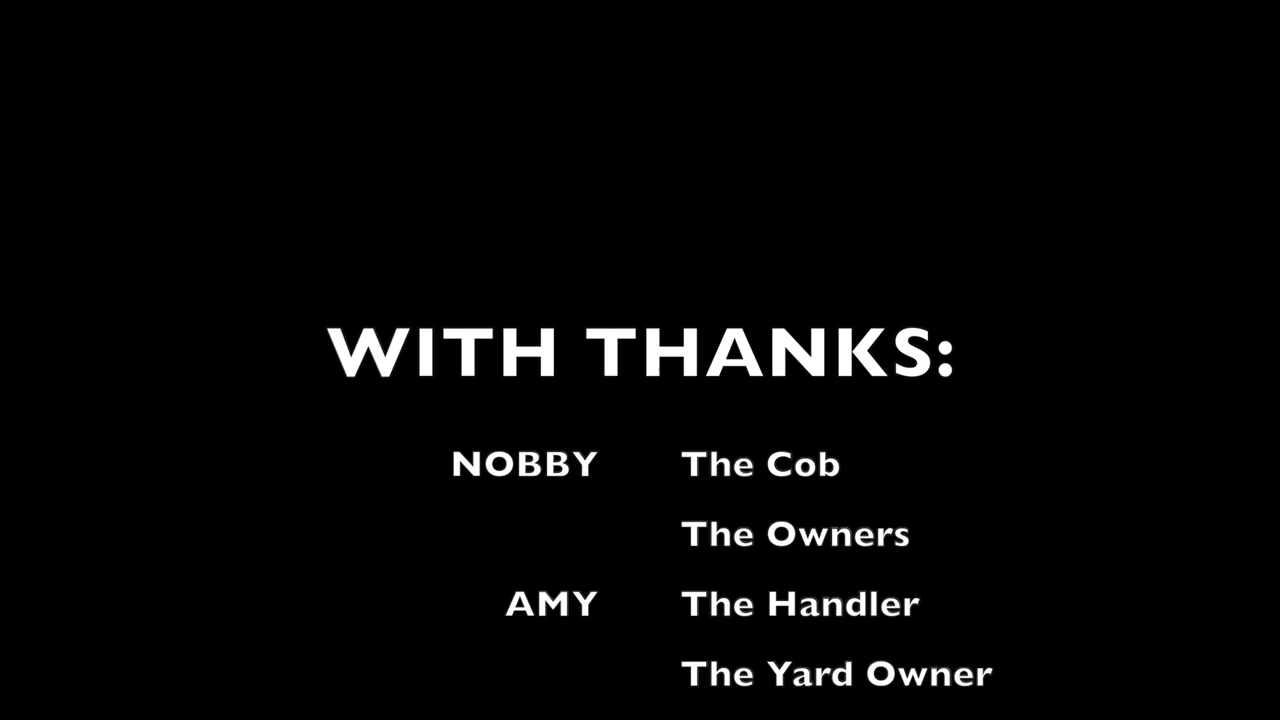 WITH THANKS:
NOBBY The Cob
The Owners
AMY The Handler
The Yard Owner